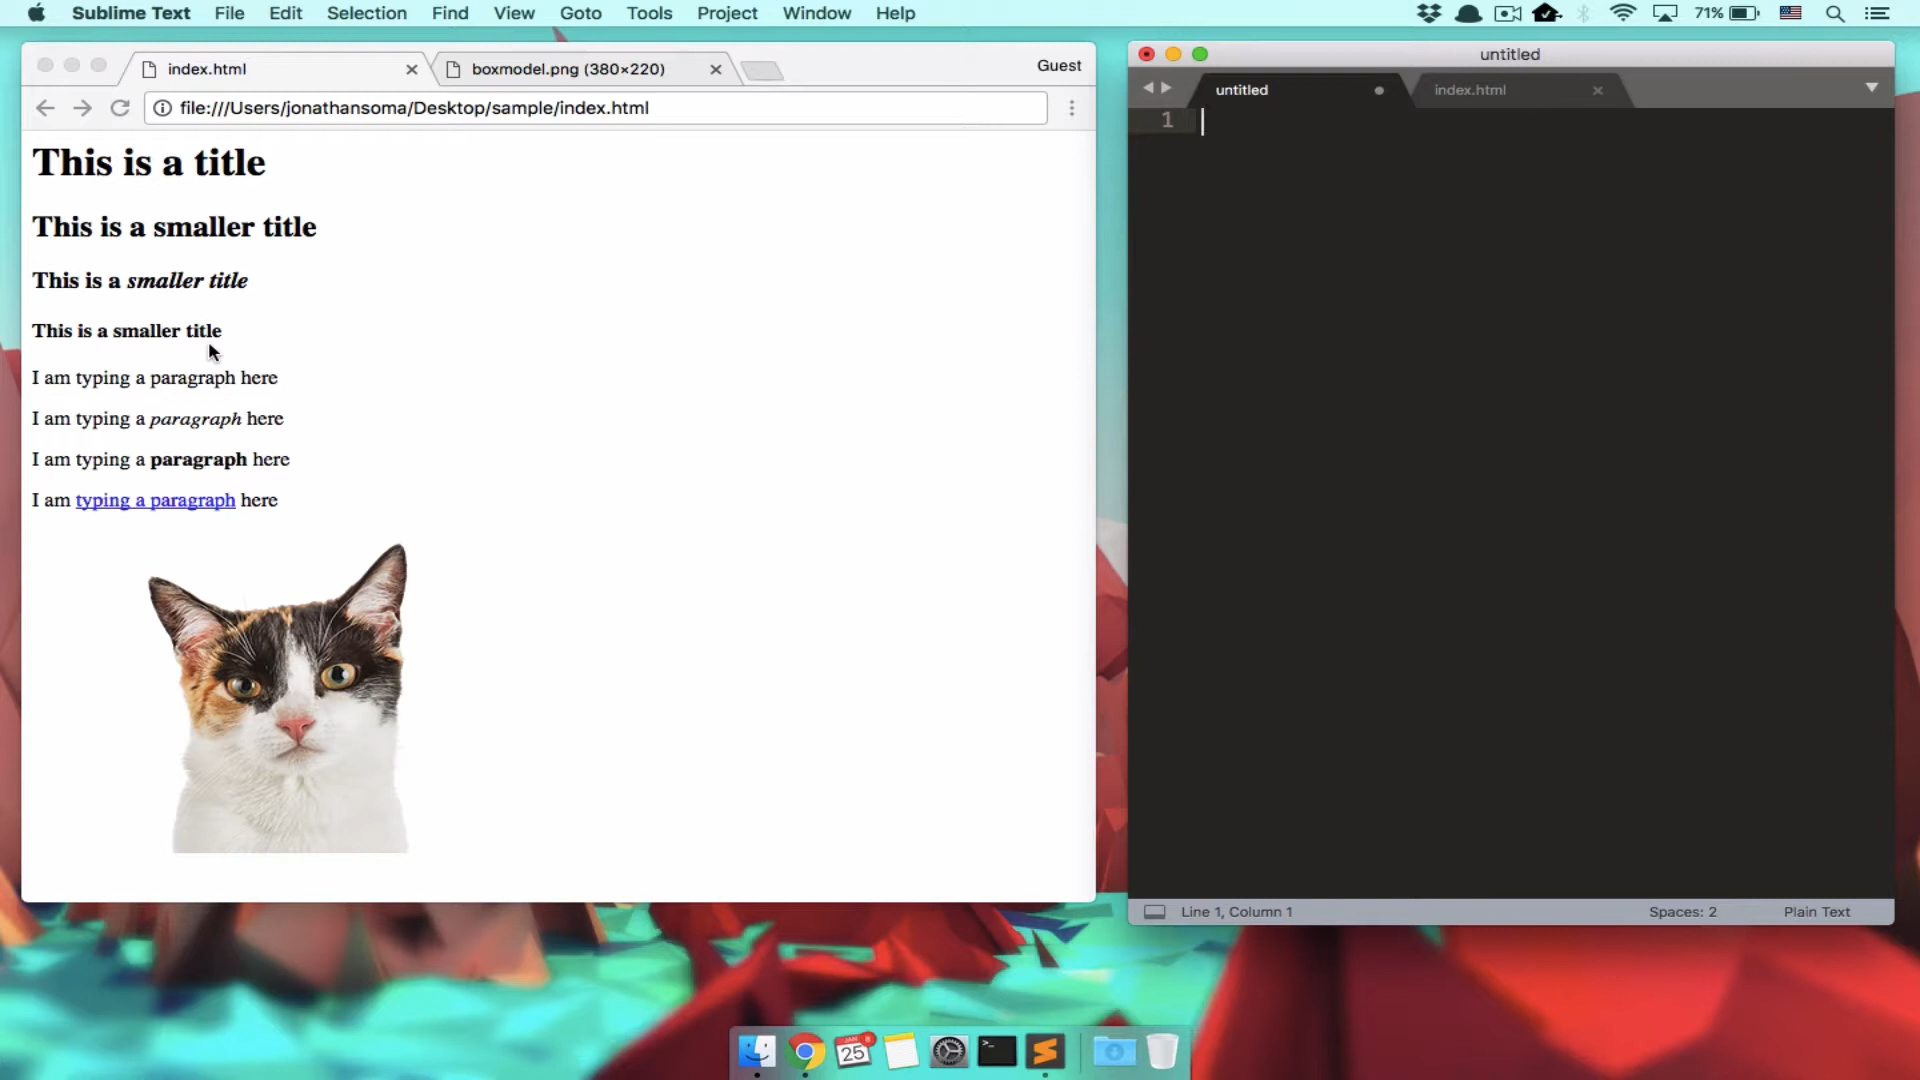 Sublime Text File Edit Selection Find View Goto Tools Project Window Help 71%
index.html boxmodel.png (380×220) Guest
file:///Users/jonathansoma/Desktop/sample/index.html
This is a title
This is a smaller title
This is a smaller title
This is a smaller title
I am typing a paragraph here
I am typing a paragraph here
I am typing a paragraph here
I am typing a paragraph here
untitled
untitled index.html
1
Line 1, Column 1 Spaces: 2 Plain Text
JAN 8
25
>_